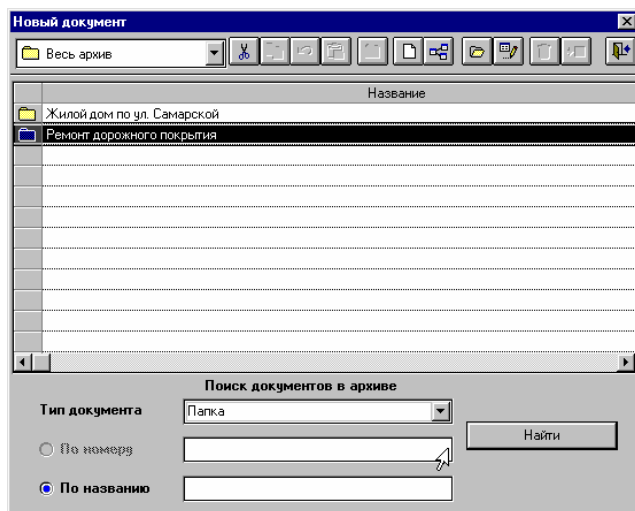 Новый документ
Весь архив
Название
Жилой дом по ул. Самарской
Ремонт дорожного покрытия
Поиск документов в архиве
Тип документа
Папка
По номеру
Найти
По названию